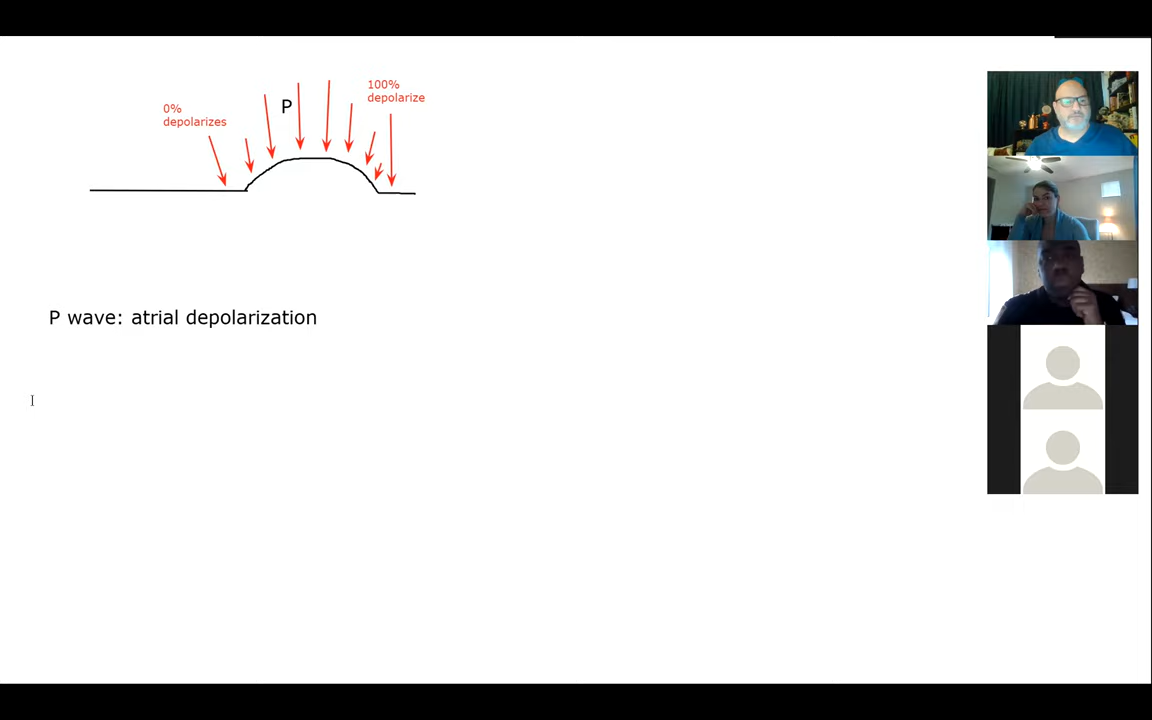 100%
depolarize
P
0%
depolarizes
P wave: atrial depolarization